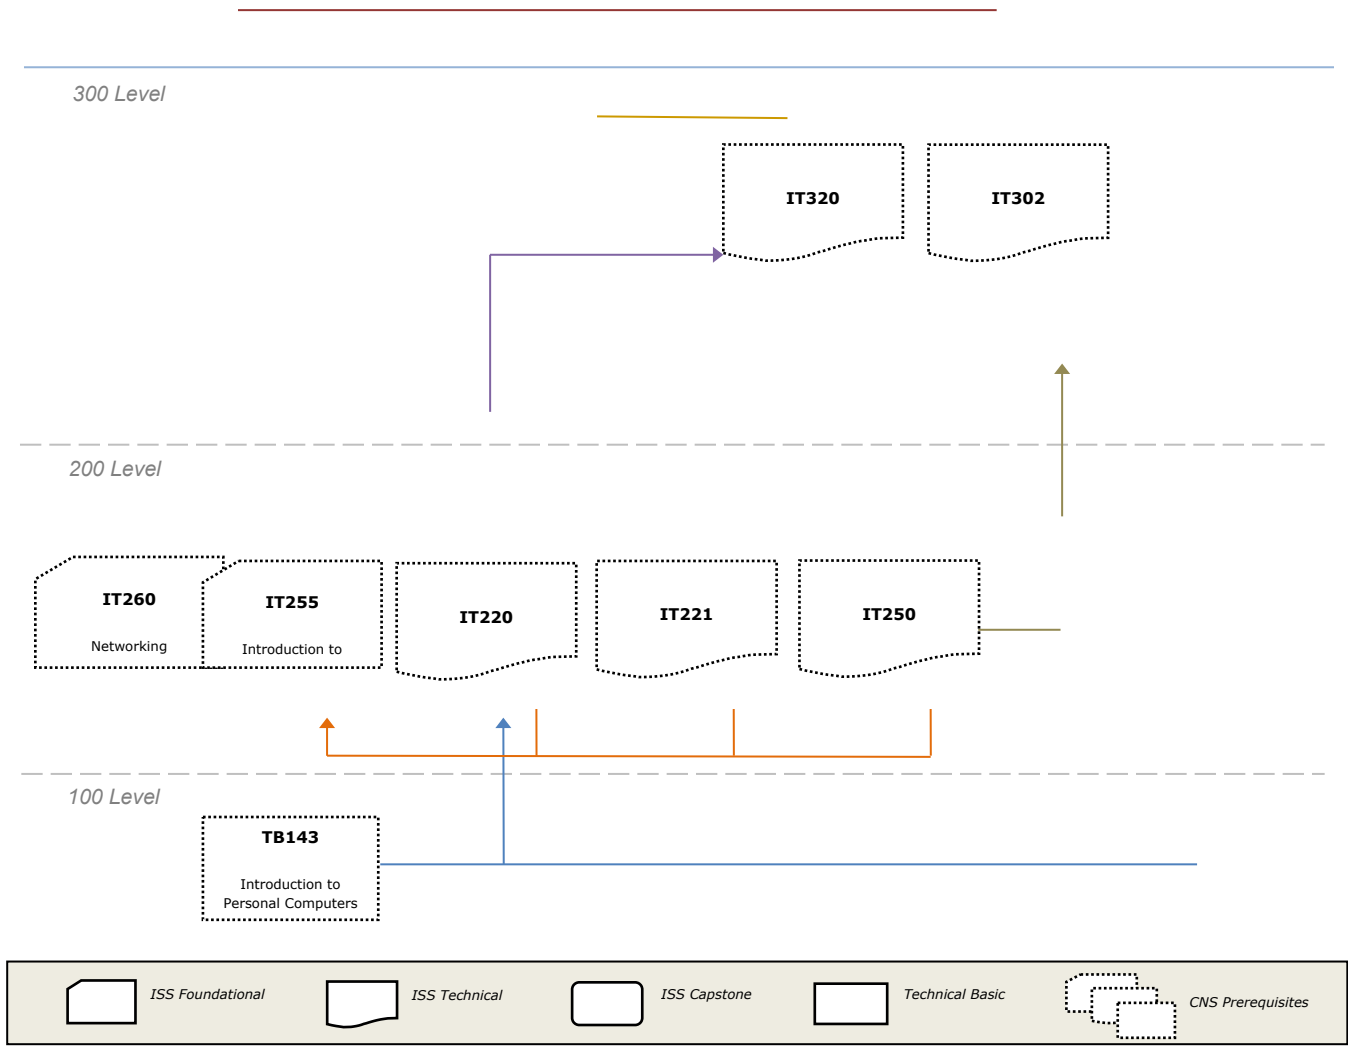 300 Level
IT320
IT302
200 Level
IT260
Networking
IT255
Introduction to
IT220
IT221
IT250
100 Level
TB143
Introduction to
Personal Computers
ISS Foundational
ISS Technical
ISS Capstone
Technical Basic
CNS Prerequisites